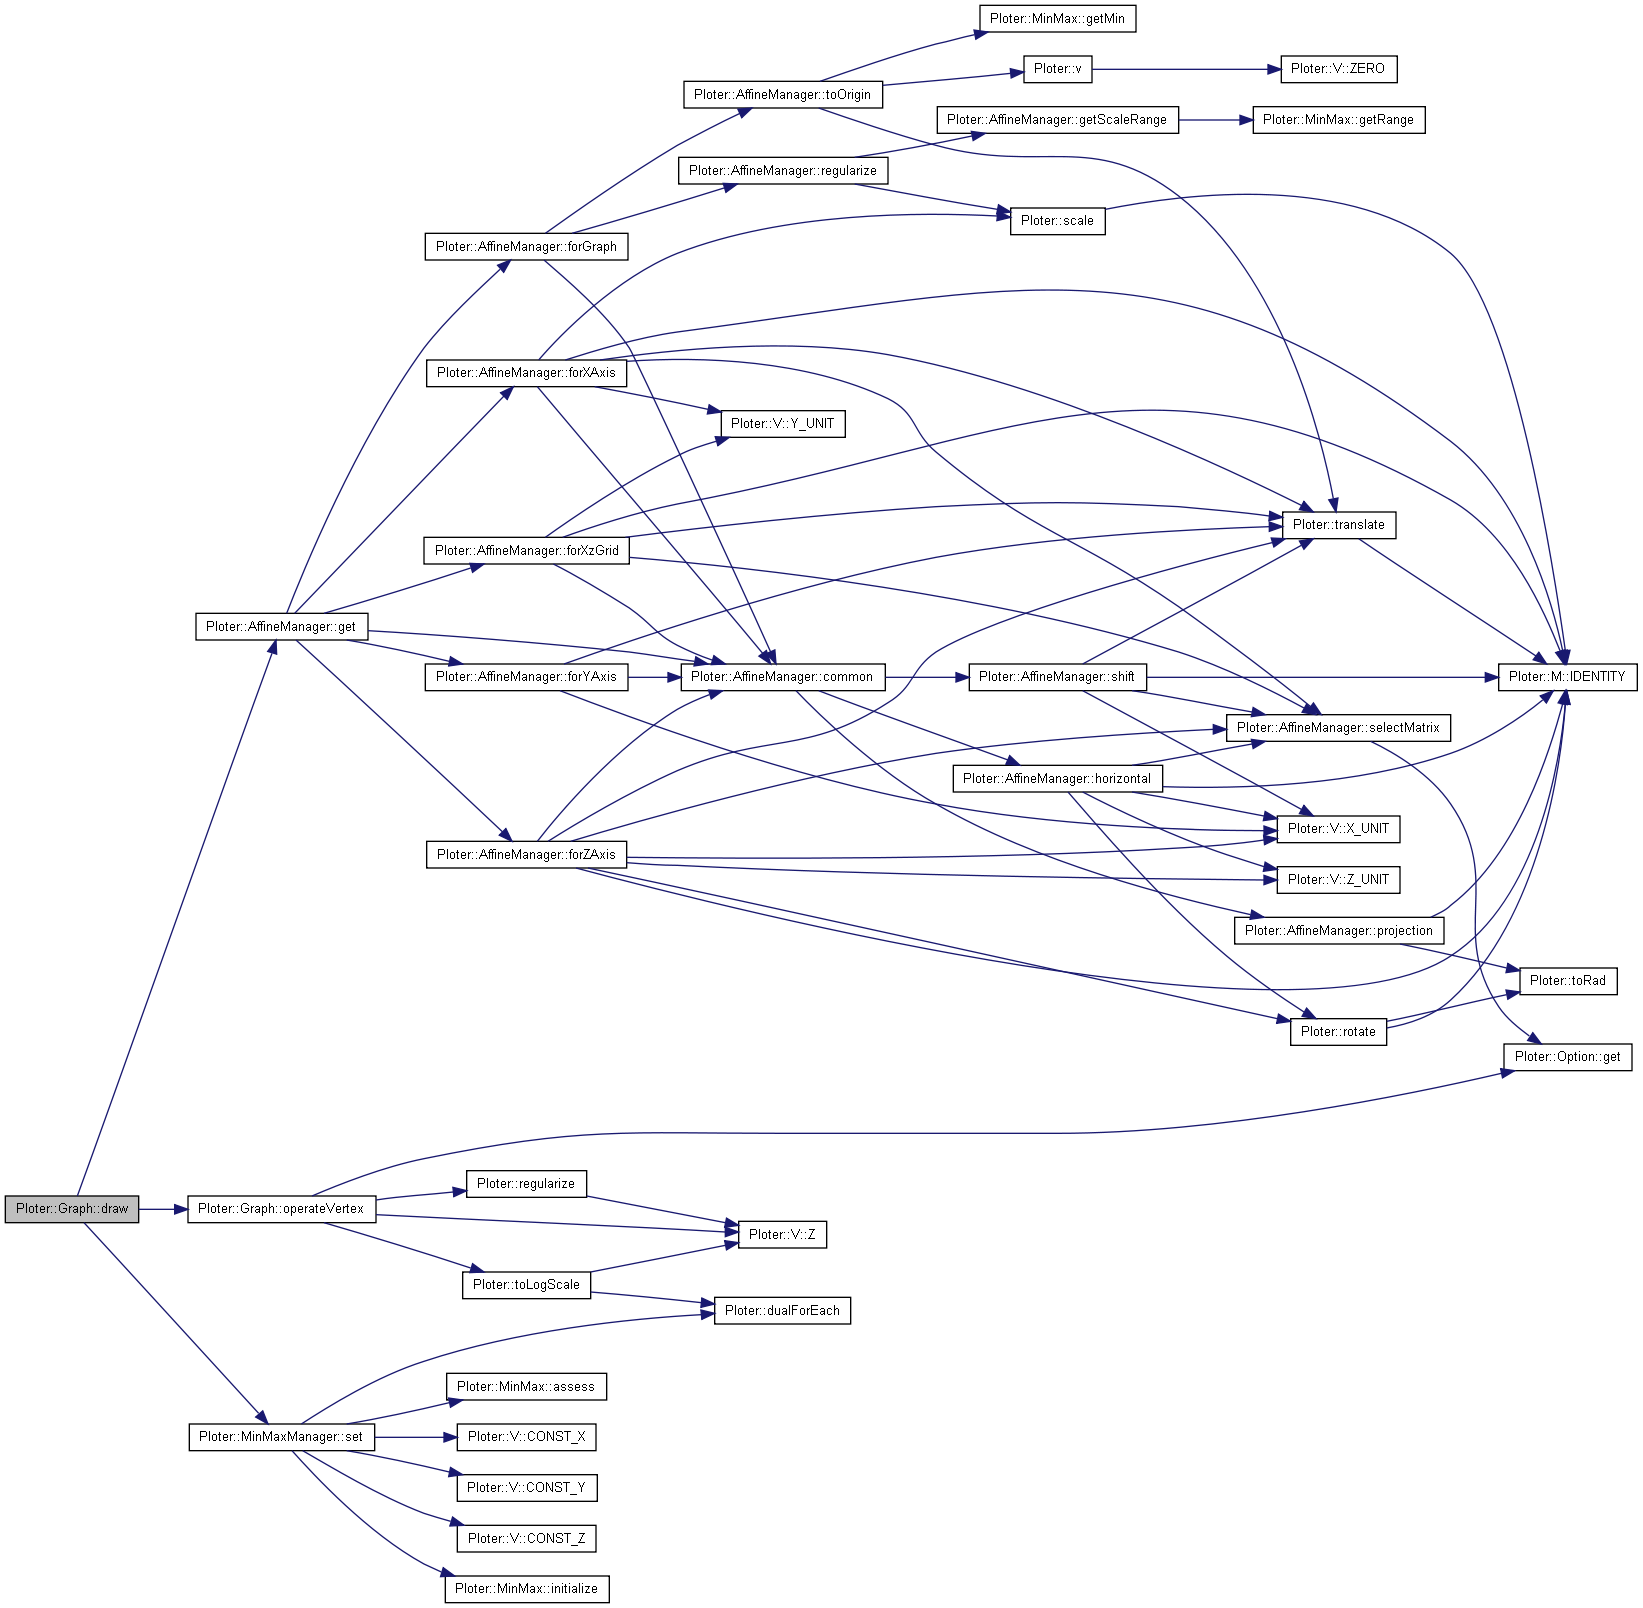 Ploter::MinMax::getMin
Ploter::v
Ploter::V::ZERO
Ploter::AffineManager::toOrigin
Ploter::AffineManager::getScaleRange
Ploter::MinMax::getRange
Ploter::AffineManager::regularize
Ploter::scale
Ploter::AffineManager::forGraph
Ploter::AffineManager::forXAxis
Ploter::V::Y_UNIT
Ploter::translate
Ploter::AffineManager::forXzGrid
Ploter::AffineManager::get
Ploter::AffineManager::forYAxis
Ploter::AffineManager::common
Ploter::AffineManager::shift
Ploter::M::IDENTITY
Ploter::AffineManager::selectMatrix
Ploter::AffineManager::horizontal
Ploter::V::X_UNIT
Ploter::AffineManager::forZAxis
Ploter::V::Z_UNIT
Ploter::AffineManager::projection
Ploter::toRad
Ploter::rotate
Ploter::Option::get
Ploter::regularize
Ploter::Graph::draw
Ploter::Graph::operateVertex
Ploter::V::Z
Ploter::toLogScale
Ploter::dualForEach
Ploter::MinMax::assess
Ploter::MinMaxManager::set
Ploter::V::CONST_X
Ploter::V::CONST_Y
Ploter::V::CONST_Z
Ploter::MinMax::initialize